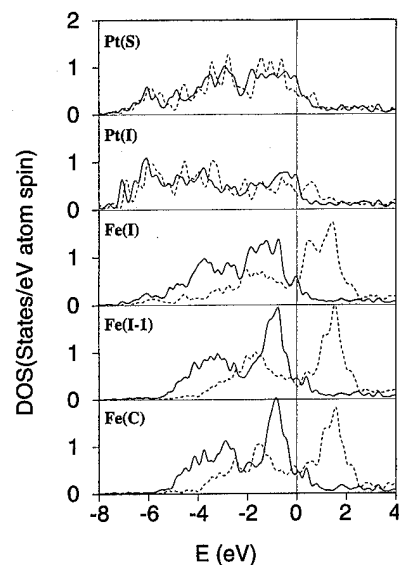 2
Pt(S)
1
0
Pt(I)
1
0
Fe(I)
1
0
Fe(I-1)
1
0
Fe(C)
1
0
-8 -6 -4 -2 0 2 4
E (eV)
DOS(States/eV atom spin)